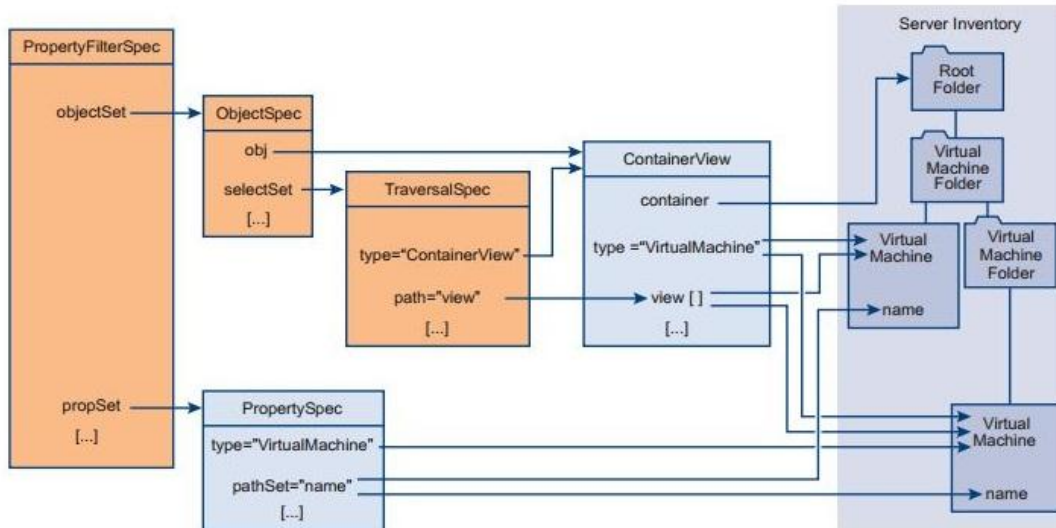 PropertyFilterSpec
objectSet
propSet
[...]
ObjectSpec
obj
selectSet
[...]
TraversalSpec
type="ContainerView"
path="view"
[...]
ContainerView
container
type ="VirtualMachine"
view [ ]
[...]
PropertySpec
type="VirtualMachine"
pathSet="name"
[...]
Server Inventory
Root
Folder
Virtual
Machine
Folder
Virtual
Machine
name
Virtual
Machine
Folder
Virtual
Machine
name